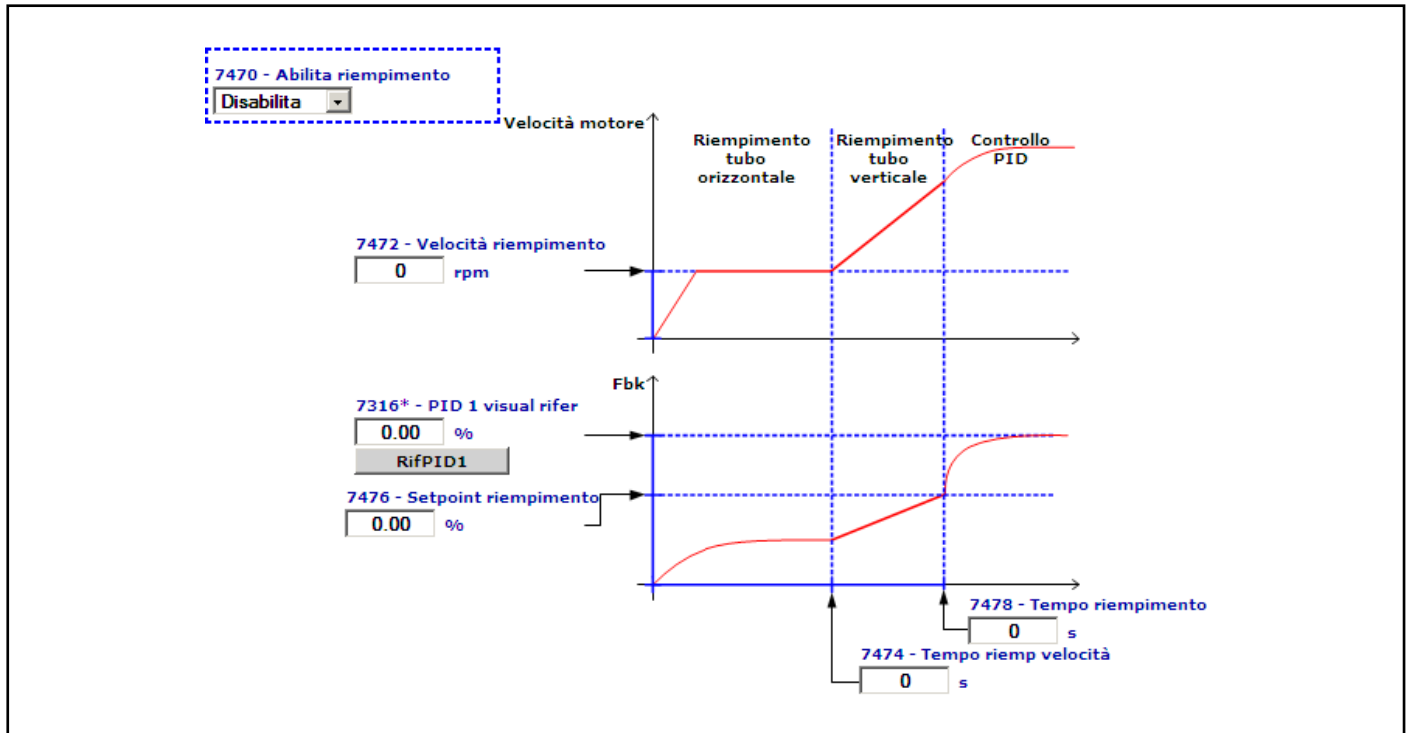 7470 - Abilita riempimento
Disabilita
Velocità motore
Riempimento
tubo
orizzontale
Riempimento
tubo
verticale
Controllo
PID
7472 - Velocità riempimento
0 rpm
Fbk
7316* - PID 1 visual rifer
0.00 %
RifPID1
7476 - Setpoint riempimento
0.00 %
7478 - Tempo riempimento
0 s
7474 - Tempo riemp velocità
0 s